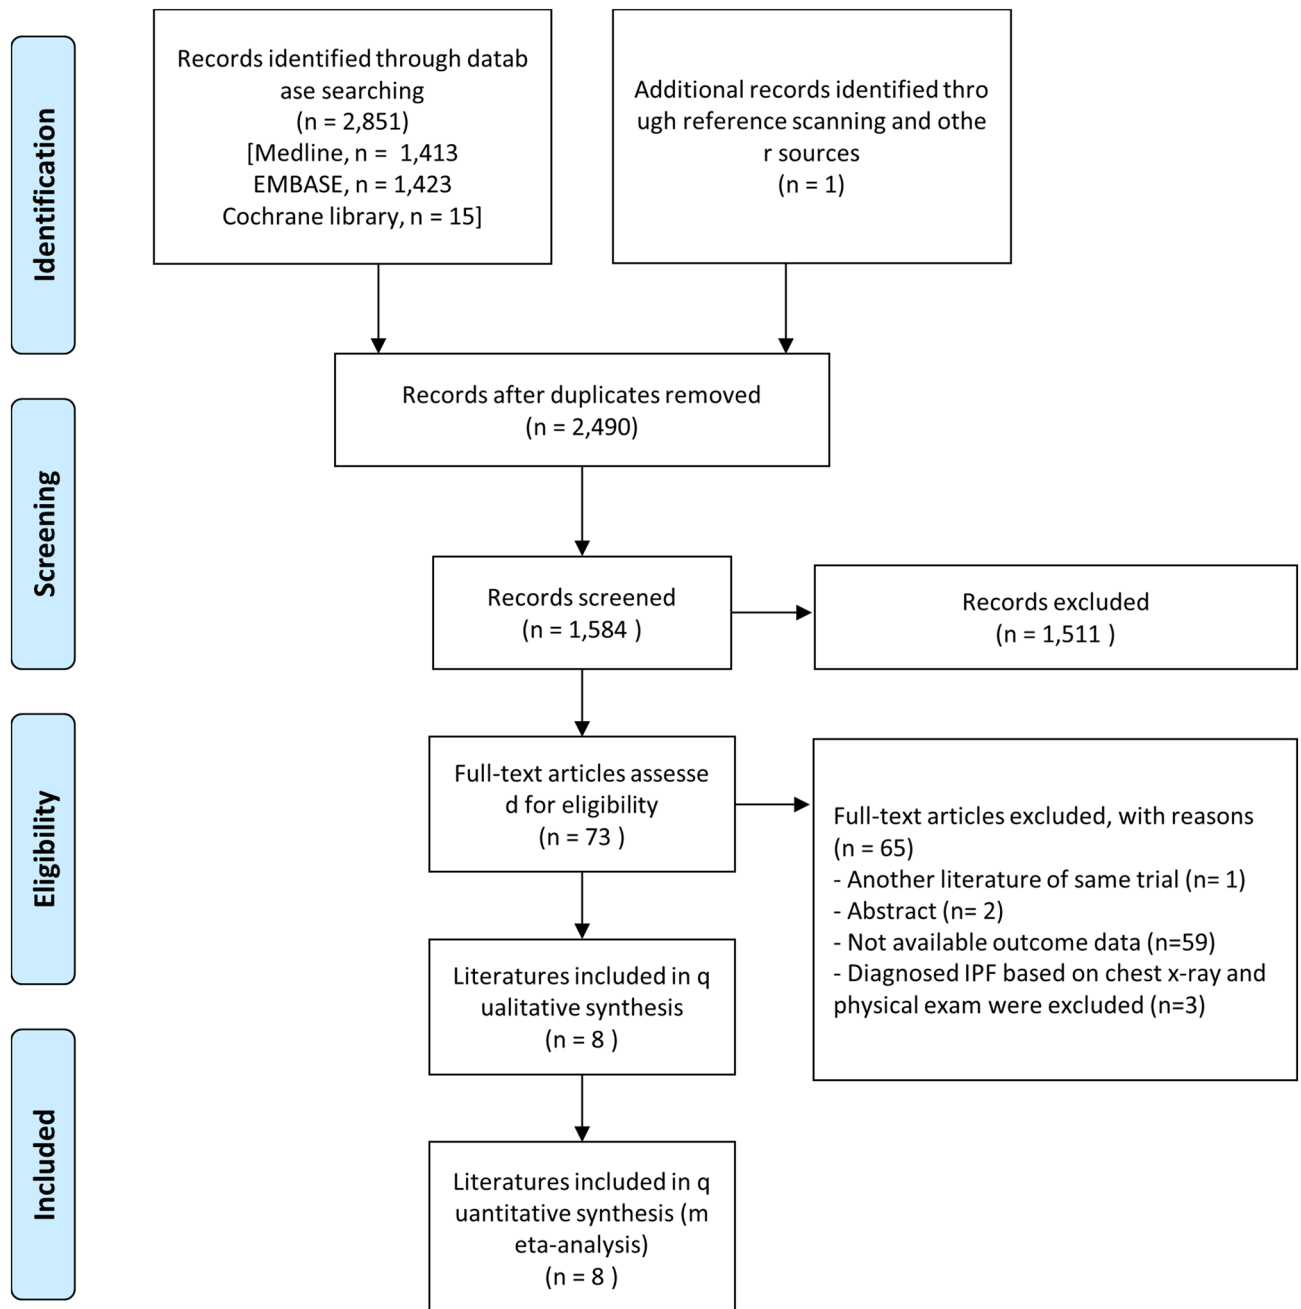 Identification
Records identified through datab
ase searching
(n = 2,851)
[Medline, n =  1,413
EMBASE, n = 1,423
Cochrane library, n = 15]
Additional records identified thro
ugh reference scanning and othe
r sources
(n = 1)
Records after duplicates removed
(n = 2,490)
Screening
Records screened
(n = 1,584 )
Records excluded
(n = 1,511 )
Eligibility
Full-text articles assesse
d for eligibility
(n = 73 )
Full-text articles excluded, with reasons
(n = 65)
- Another literature of same trial (n= 1)
- Abstract (n= 2)
- Not available outcome data (n=59)
- Diagnosed IPF based on chest x-ray and
physical exam were excluded (n=3)
Literatures included in q
ualitative synthesis
(n = 8 )
Included
Literatures included in q
uantitative synthesis (m
eta-analysis)
(n = 8 )